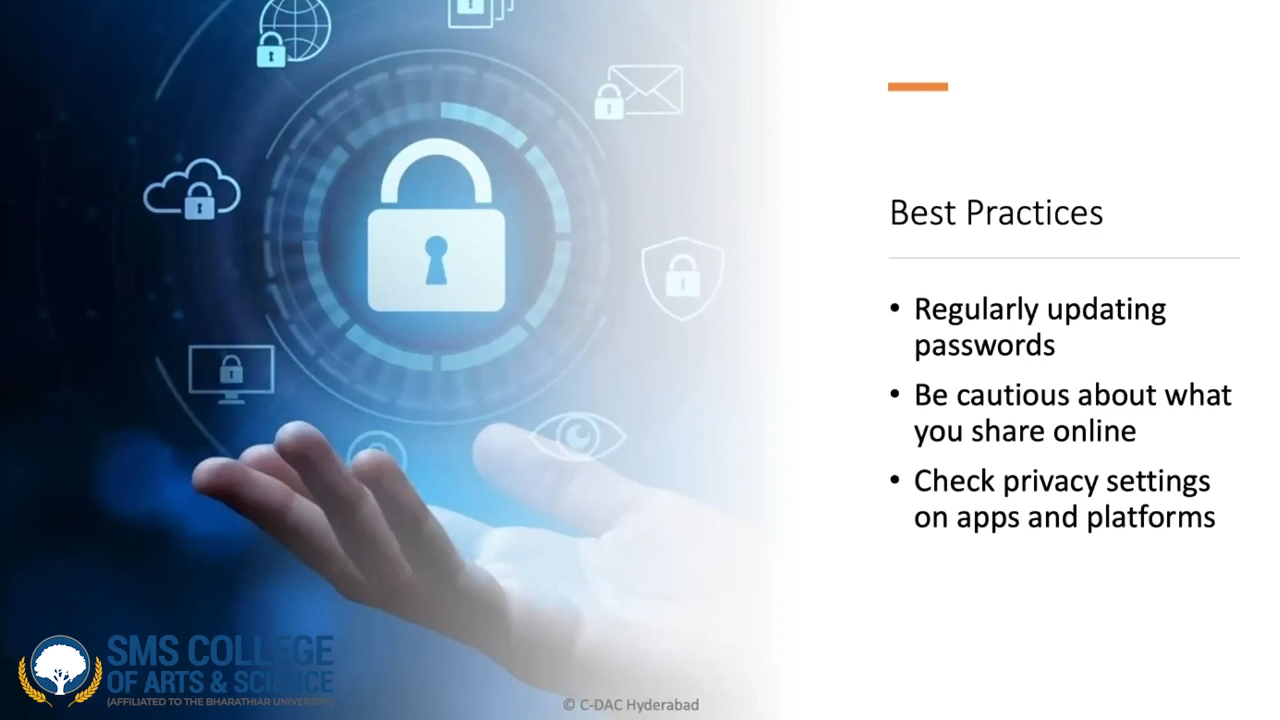 Best Practices
• Regularly updating
passwords
• Be cautious about what
you share online
• Check privacy settings
on apps and platforms
SMS COLLEGE
OF ARTS & SCIENCE
(AFFILIATED TO THE BHARATHIAR UNIVERSITY)
© C-DAC Hyderabad